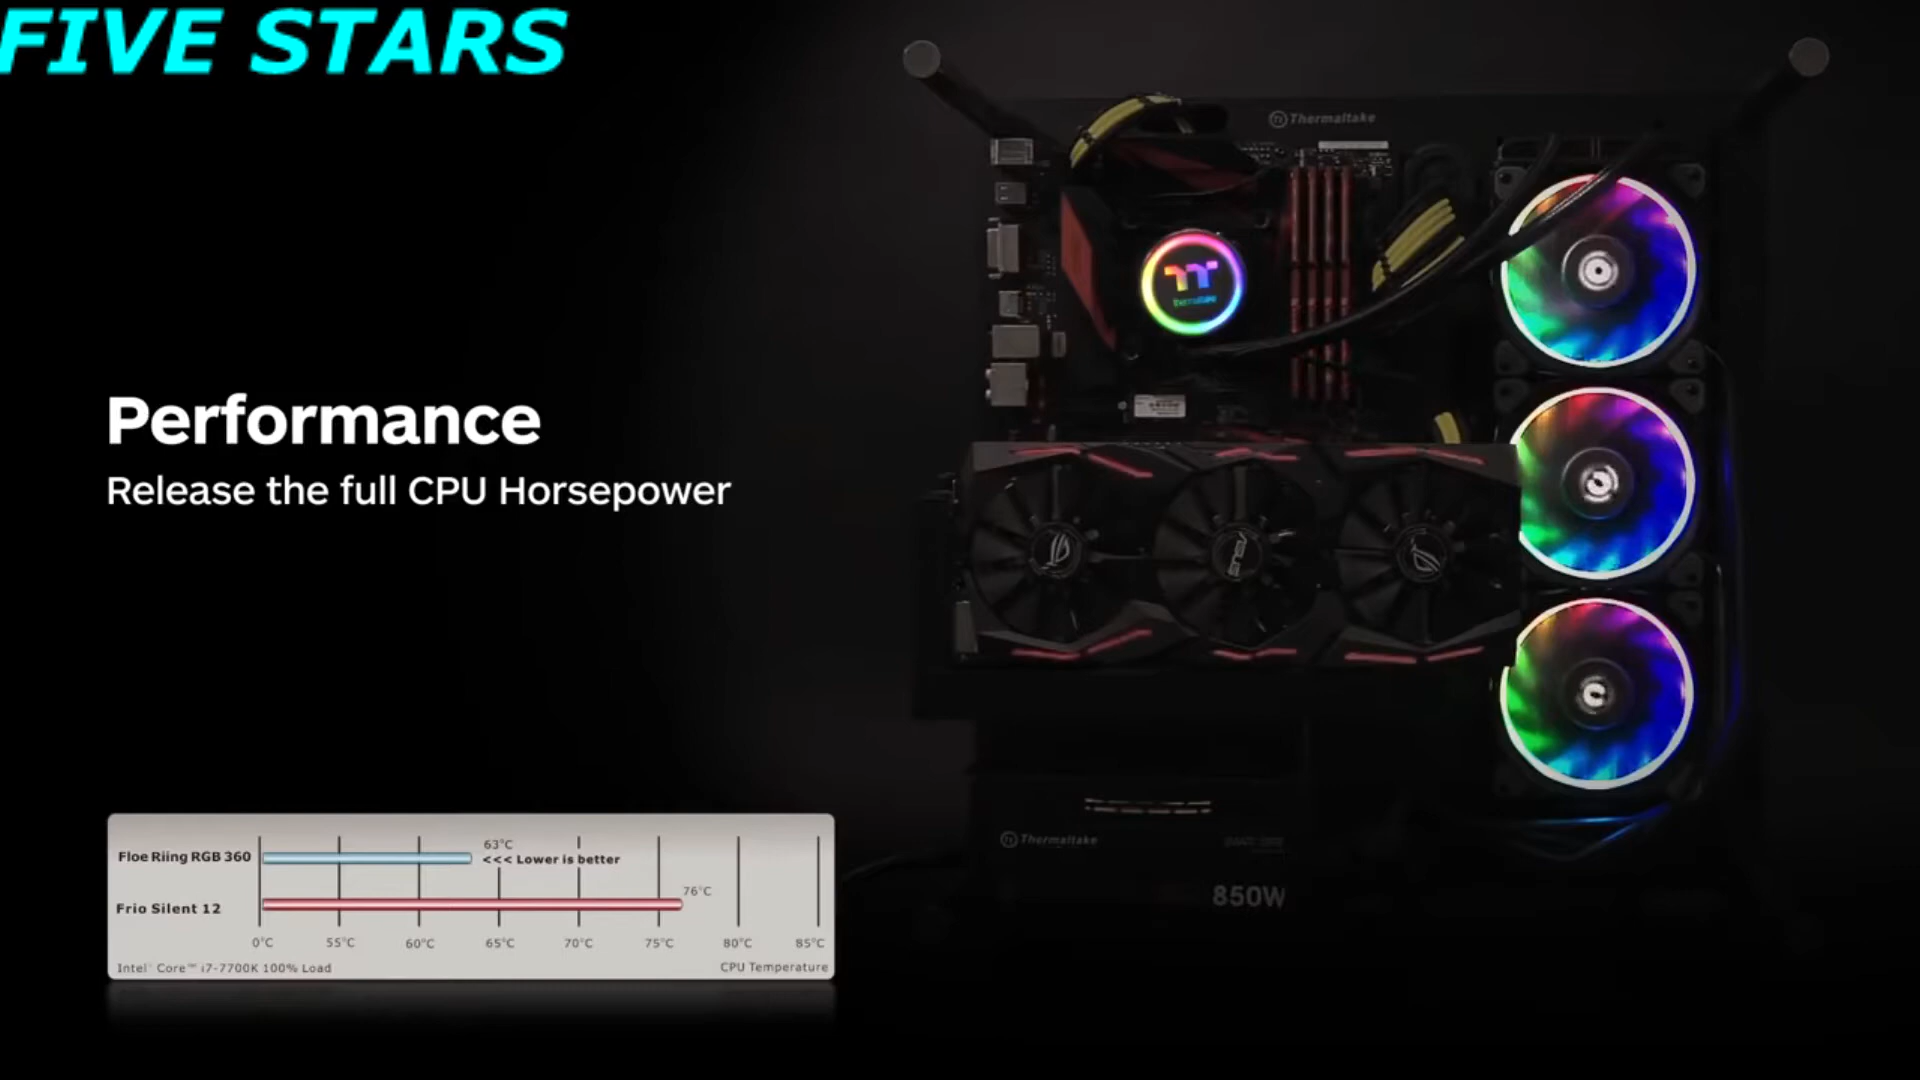 FIVE STARS
Thermaltake
thermaltake
Performance
Release the full CPU Horsepower
ASUS
Floe Riing RGB 360
63°C
<<< Lower is better
Frio Silent 12
76°C
0°C 55°C 60°C 65°C 70°C 75°C 80°C 85°C
Intel Core™ i7-7700K 100% Load
CPU Temperature
Thermaltake
850W